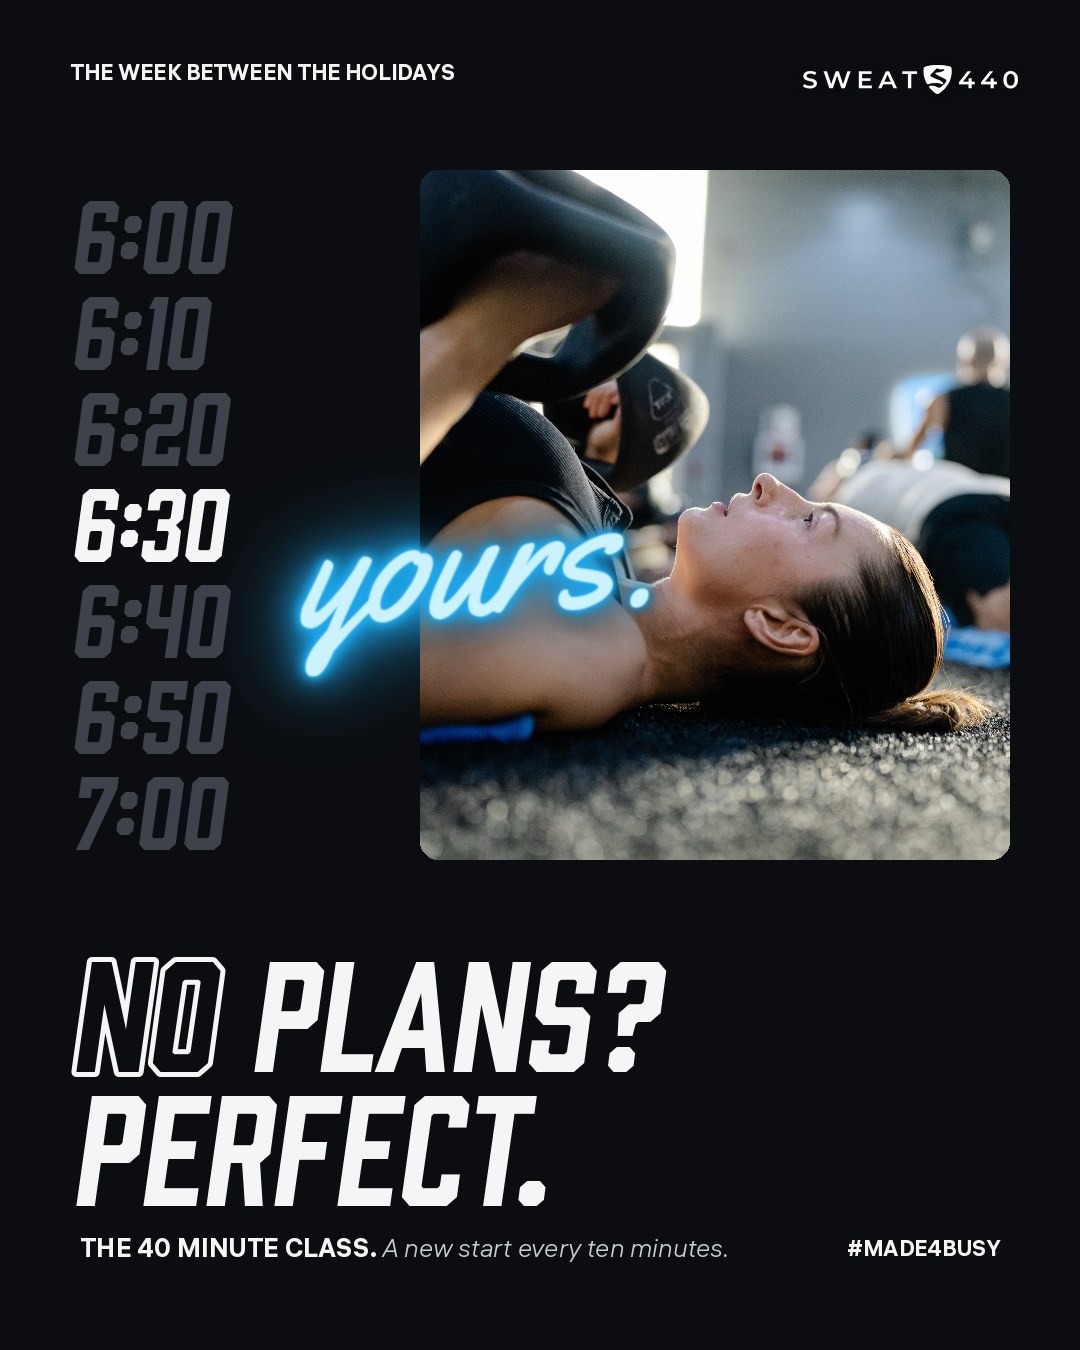 THE WEEK BETWEEN THE HOLIDAYS
SWEAT S 440
6:00
6:10
6:20
6:30
yours.
6:40
6:50
7:00
NO PLANS?
PERFECT.
THE 40 MINUTE CLASS. A new start every ten minutes.
#MADE4BUSY